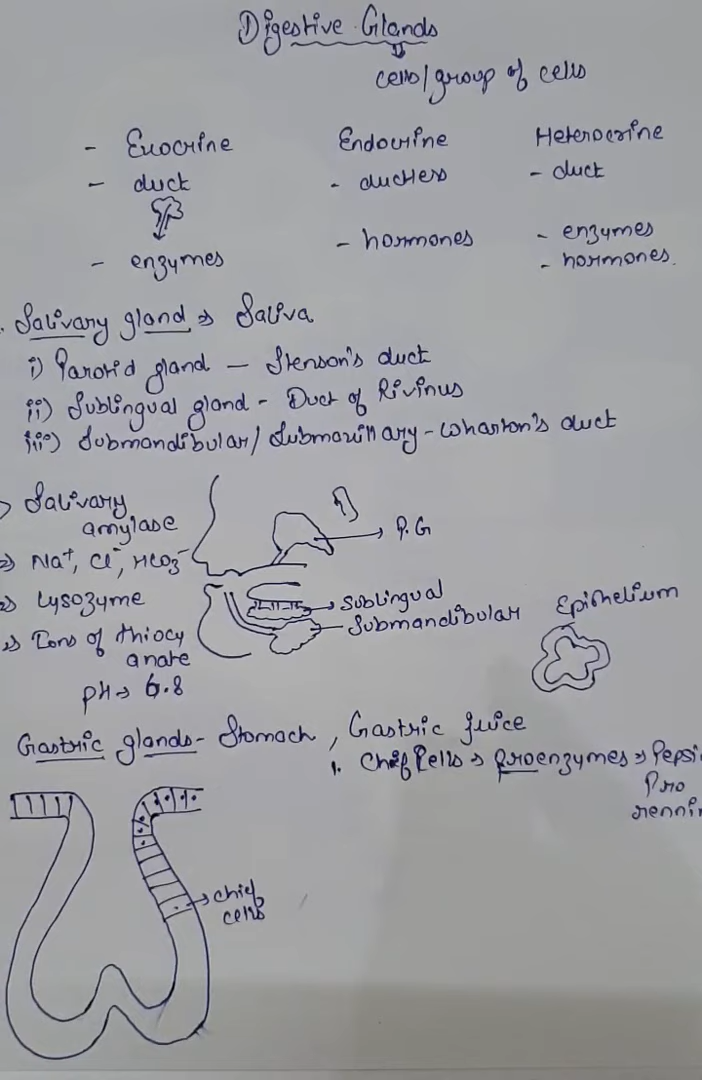 Digestive Glands
cells/group of cells
- Exocrine Endocrine Heterocrine
- duct - ductless - duct
- enzymes - hormones - enzymes
- hormones.
. Salivary gland → Saliva
i) Parotid gland – Stenson's duct
ii) Sublingual gland - Duct of Rivinus
iii) Submandibular/Submaxillary - Wharton's duct
Salivary
amylase
P.G
Na⁺, Cl⁻, HCO3⁻
Lysozyme
Sublingual
Epithelium
Submandibular
Ions of thiocy
anate
pH → 6.8
Gastric glands - Stomach, Gastric juice
1. Chief Cells → proenzymes → Pepsi
Pro
renni
chief
cells